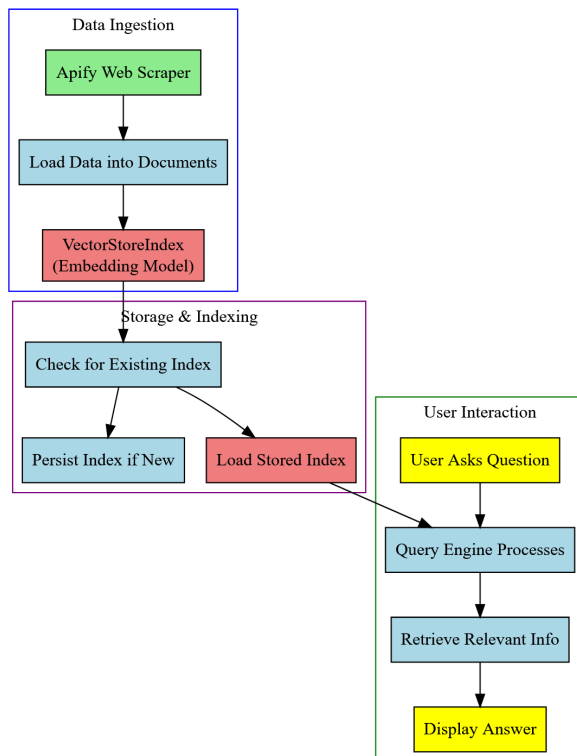 Data Ingestion
Apify Web Scraper
Load Data into Documents
VectorStoreIndex
(Embedding Model)
Storage & Indexing
Check for Existing Index
Persist Index if New
Load Stored Index
User Interaction
User Asks Question
Query Engine Processes
Retrieve Relevant Info
Display Answer